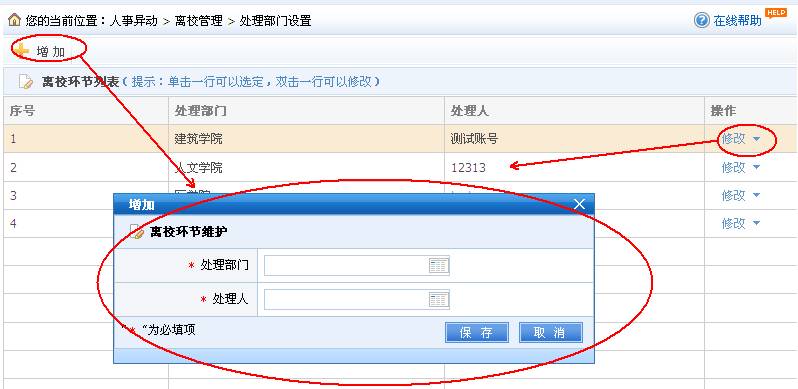 您的当前位置：人事异动 > 离校管理 > 处理部门设置
在线帮助 HELP
增 加
离校环节列表（提示：单击一行可以选定，双击一行可以修改）
序号 处理部门 处理人 操作
1 建筑学院 测试账号 修改
2 人文学院 12313 修改
3 修改
4 修改
增加
离校环节维护
* 处理部门
* 处理人
“*”为必填项
保 存 取 消